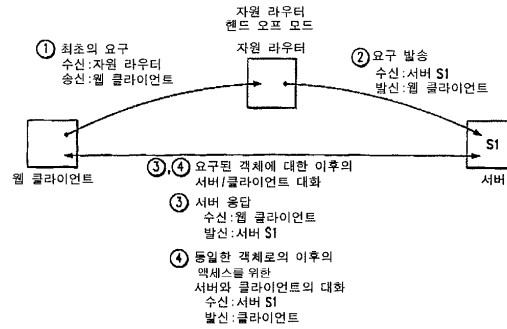 자원 라우터
핸드 오프 모드
자원 라우터
① 최초의 요구
수신:자원 라우터
송신:웹 클라이언트
② 요구 발송
수신:서버 S1
발신:웹 클라이언트
S1
웹 클라이언트
서버
③,④ 요구된 객체에 대한 이후의
서버/클라이언트 대화
③ 서버 응답
수신:웹 클라이언트
발신:서버 S1
④ 동일한 객체로의 이후의
액세스를 위한
서버와 클라이언트의 대화
수신:서버 S1
발신:클라이언트